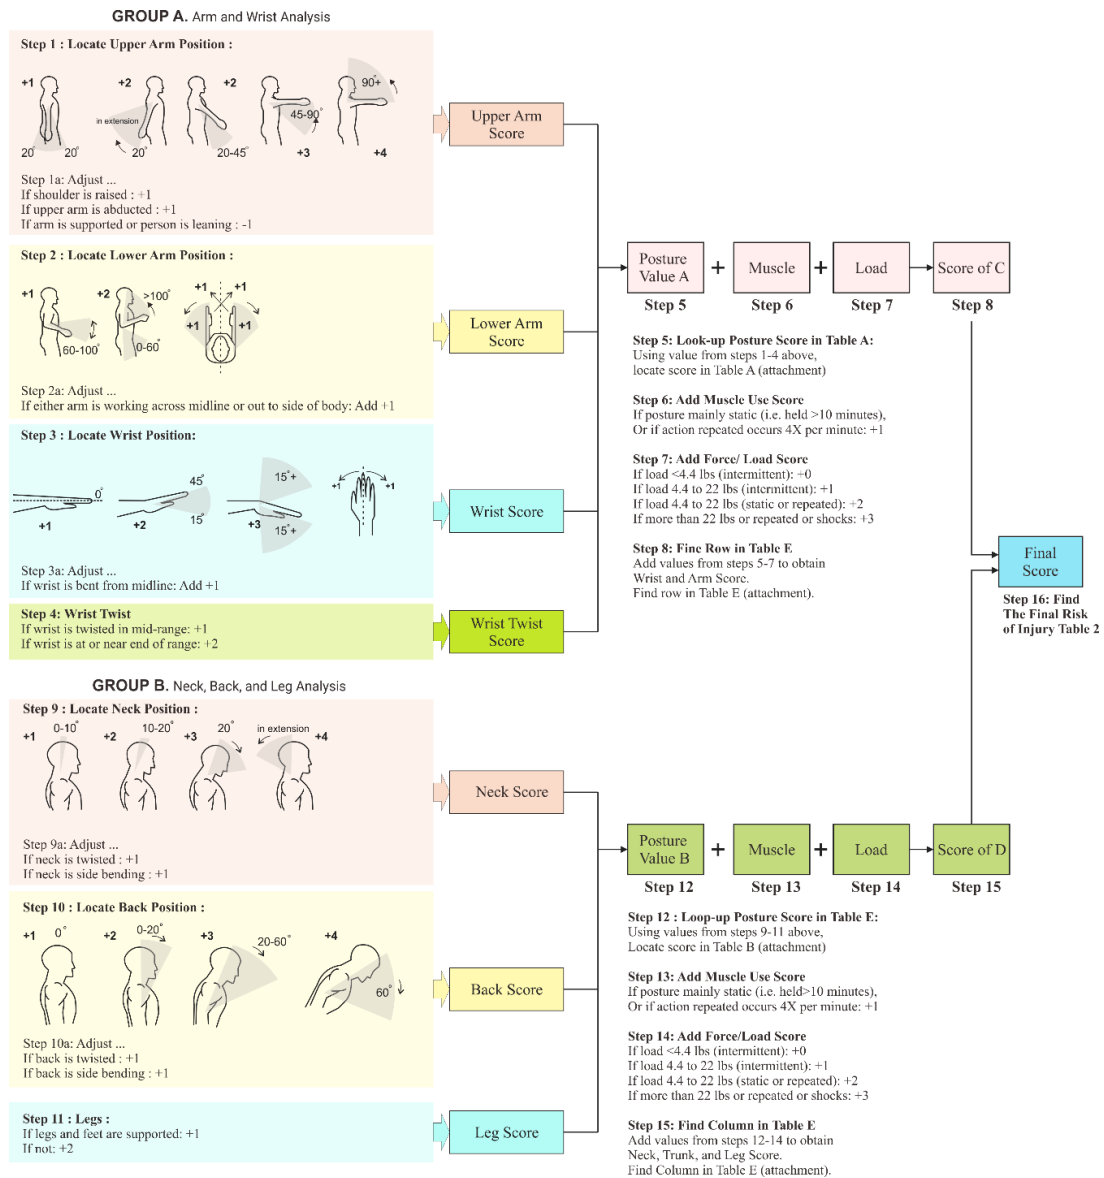 GROUP A. Arm and Wrist Analysis
Step 1 : Locate Upper Arm Position :
+1
+2
+2
90°+
in extension
45-90°
20°
20°
20°
20-45°
+3
+4
Step 1a: Adjust ...
If shoulder is raised : +1
If upper arm is abducted : +1
If arm is supported or person is leaning : -1
Upper Arm
Score
Step 2 : Locate Lower Arm Position :
+1
+2
>100°
+1
+1
+1
+1
60-100°
0-60°
Step 2a: Adjust ...
If either arm is working across midline or out to side of body: Add +1
Lower Arm
Score
Step 3 : Locate Wrist Position:
0°
45°
15°
15°+
15°+
+1
+1
+1
+2
+3
Step 3a: Adjust ...
If wrist is bent from midline: Add +1
Wrist Score
Step 4: Wrist Twist
If wrist is twisted in mid-range: +1
If wrist is at or near end of range: +2
Wrist Twist
Score
Posture
Value A
+
Muscle
+
Load
Score of C
Step 5
Step 6
Step 7
Step 8
Step 5: Look-up Posture Score in Table A:
Using value from steps 1-4 above,
locate score in Table A (attachment)
Step 6: Add Muscle Use Score
If posture mainly static (i.e. held >10 minutes),
Or if action repeated occurs 4X per minute: +1
Step 7: Add Force/ Load Score
If load <4.4 lbs (intermittent): +0
If load 4.4 to 22 lbs (intermittent): +1
If load 4.4 to 22 lbs (static or repeated): +2
If more than 22 lbs or repeated or shocks: +3
Step 8: Finc Row in Table E
Add values from steps 5-7 to obtain
Wrist and Arm Score.
Find row in Table E (attachment).
Final
Score
Step 16: Find
The Final Risk
of Injury Table 2
GROUP B. Neck, Back, and Leg Analysis
Step 9 : Locate Neck Position :
+1
0-10°
+2
10-20°
+3
20°
in extension
+4
Step 9a: Adjust ...
If neck is twisted : +1
If neck is side bending : +1
Neck Score
Step 10 : Locate Back Position :
+1
0°
+2
0-20°
+3
20-60°
+4
60°
Step 10a: Adjust ...
If back is twisted : +1
If back is side bending : +1
Back Score
Step 11 : Legs :
If legs and feet are supported: +1
If not: +2
Leg Score
Posture
Value B
+
Muscle
+
Load
Score of D
Step 12
Step 13
Step 14
Step 15
Step 12 : Loop-up Posture Score in Table E:
Using values from steps 9-11 above,
Locate score in Table B (attachment)
Step 13: Add Muscle Use Score
If posture mainly static (i.e. held>10 minutes),
Or if action repeated occurs 4X per minute: +1
Step 14: Add Force/Load Score
If load <4.4 lbs (intermittent): +0
If load 4.4 to 22 lbs (intermittent): +1
If load 4.4 to 22 lbs (static or repeated): +2
If more than 22 lbs or repeated or shocks: +3
Step 15: Find Column in Table E
Add values from steps 12-14 to obtain
Neck, Trunk, and Leg Score.
Find Column in Table E (attachment).